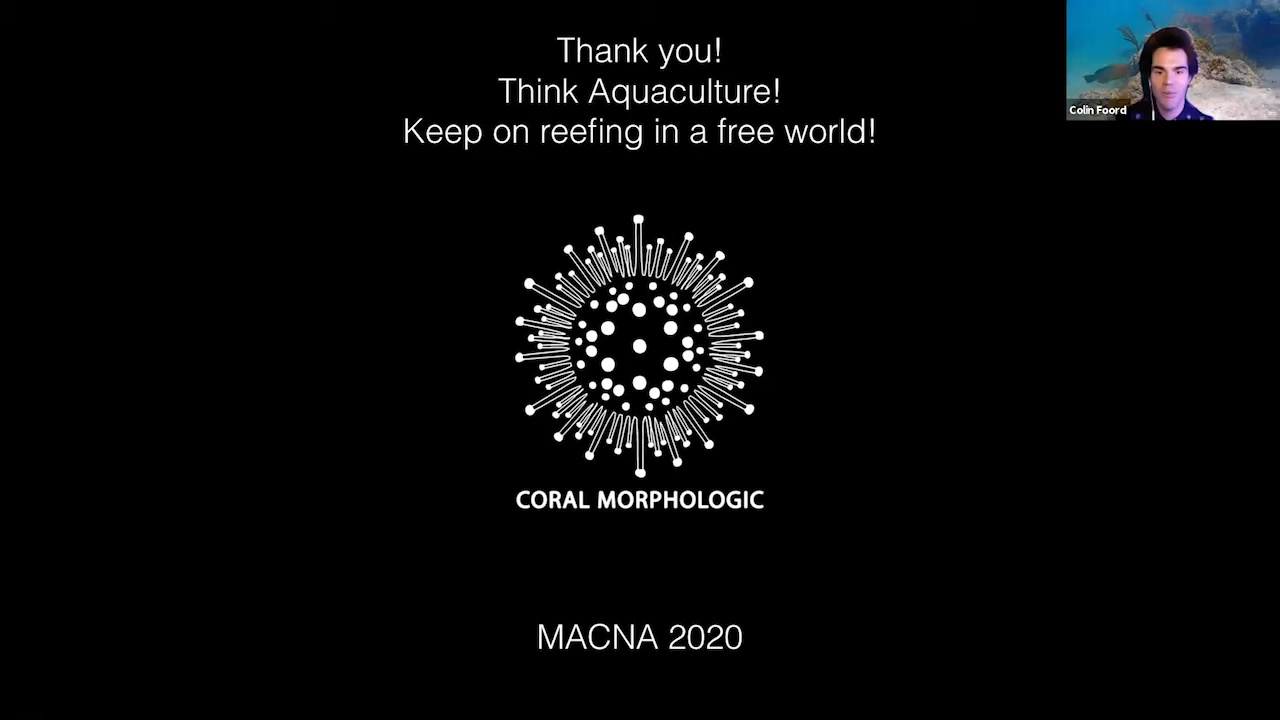 Thank you!
Think Aquaculture!
Keep on reefing in a free world!
Colin Foord
CORAL MORPHOLOGIC
MACNA 2020